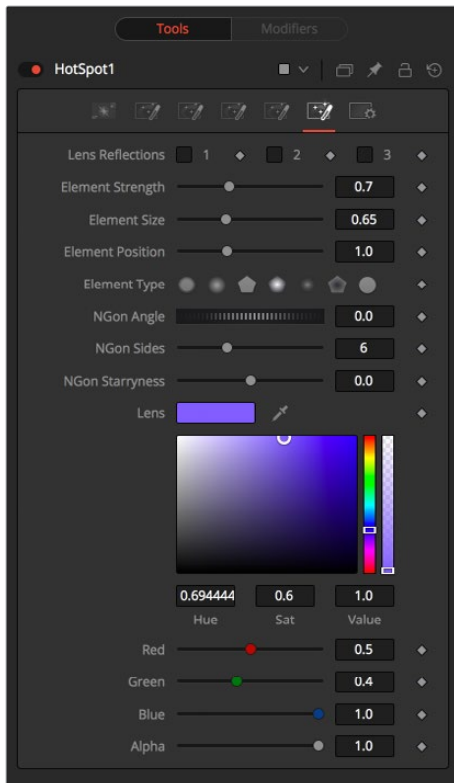 Tools Modifiers
HotSpot1
Lens Reflections 1 2 3
Element Strength 0.7
Element Size 0.65
Element Position 1.0
Element Type
NGon Angle 0.0
NGon Sides 6
NGon Starryness 0.0
Lens
0.694444 0.6 1.0
Hue Sat Value
Red 0.5
Green 0.4
Blue 1.0
Alpha 1.0